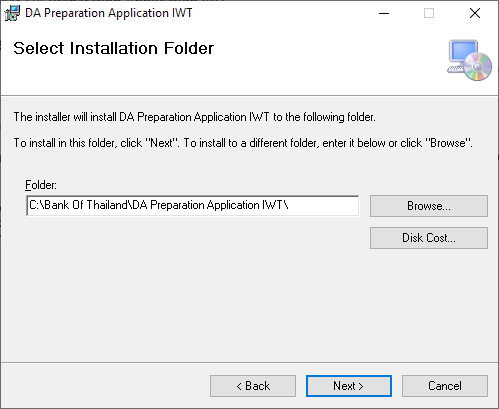 DA Preparation Application IWT
Select Installation Folder
The installer will install DA Preparation Application IWT to the following folder.
To install in this folder, click "Next". To install to a different folder, enter it below or click "Browse".
Folder:
C:\Bank Of Thailand\DA Preparation Application IWT\
Browse...
Disk Cost...
< Back
Next >
Cancel